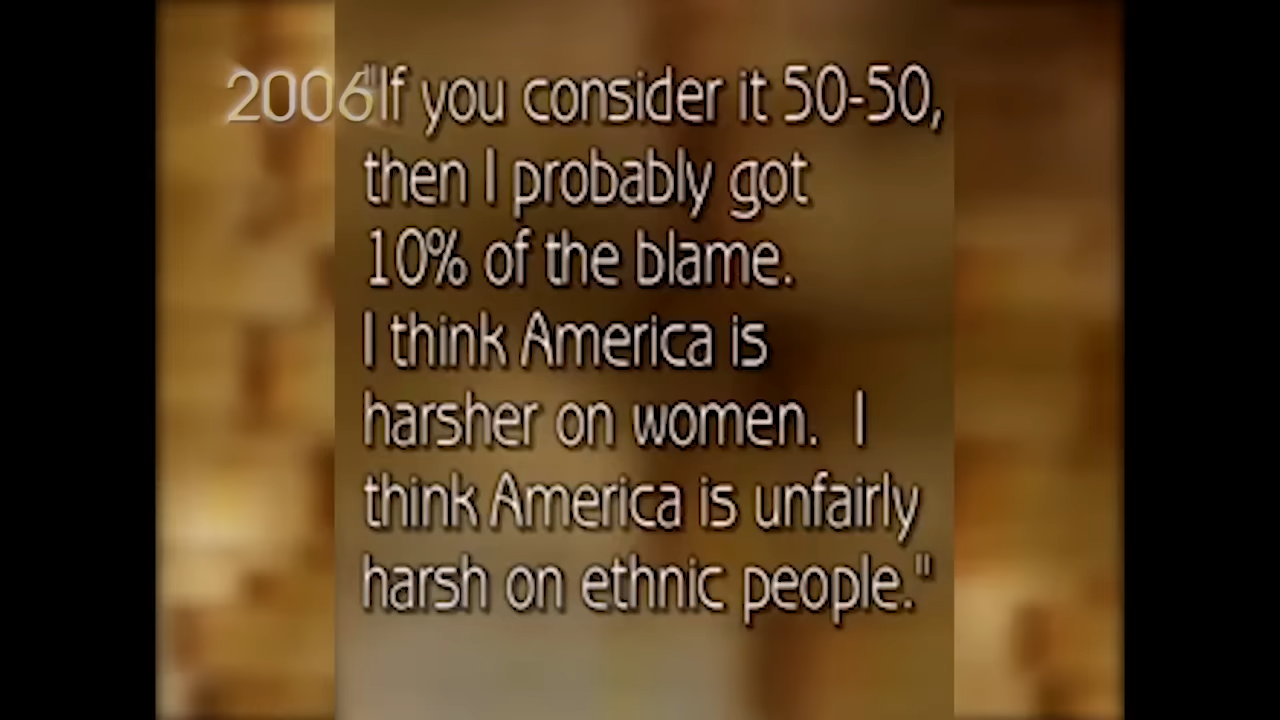 2006
"If you consider it 50-50,
then I probably got
10% of the blame.
I think America is
harsher on women. I
think America is unfairly
harsh on ethnic people."